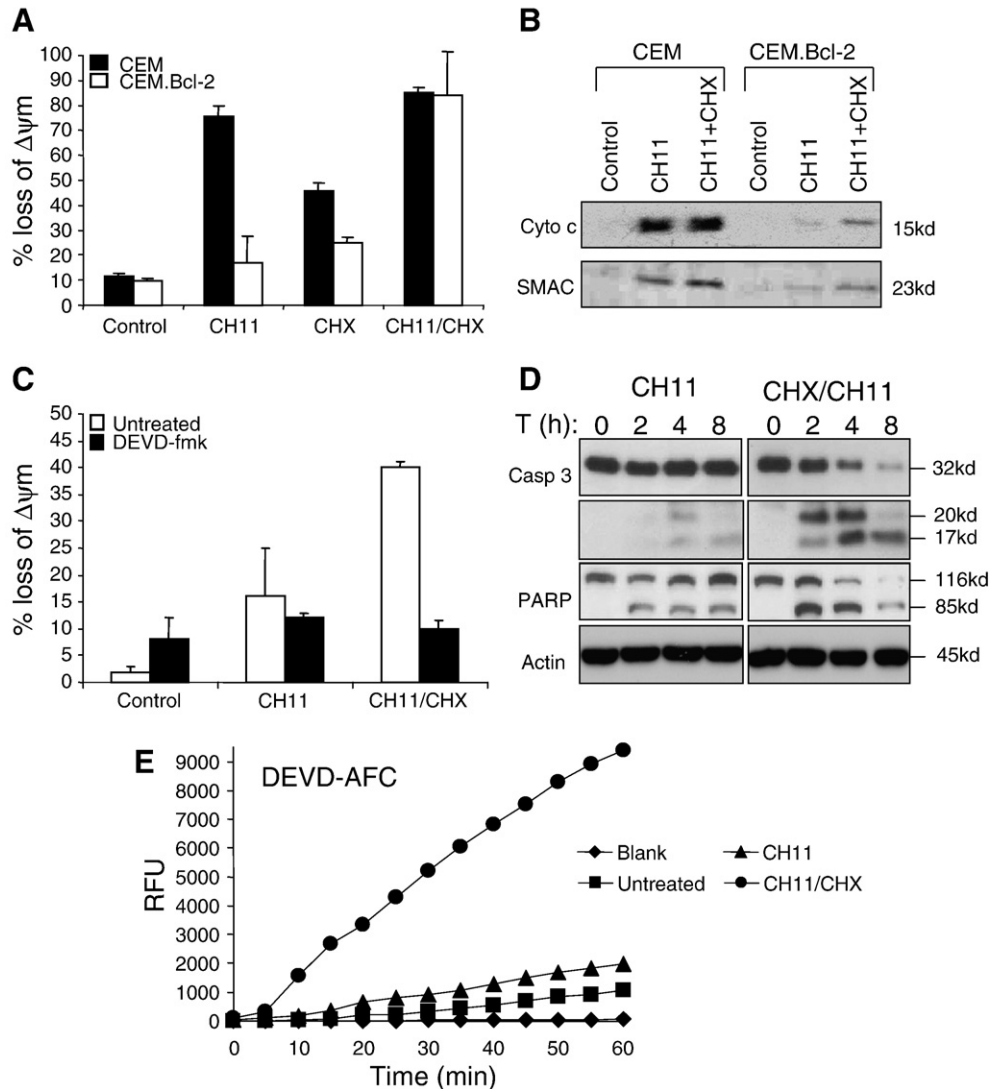 A
% loss of Δψm
100
90
80
70
60
50
40
30
20
10
0
CEM
CEM.Bcl-2
Control CH11 CHX CH11/CHX
B
CEM CEM.Bcl-2
Control CH11 CH11+CHX Control CH11 CH11+CHX
Cyto c 15kd
SMAC 23kd
C
% loss of Δψm
50
45
40
35
30
25
20
15
10
5
0
Untreated
DEVD-fmk
Control CH11 CH11/CHX
D
CH11 CHX/CH11
T (h): 0 2 4 8 0 2 4 8
Casp 3 32kd
20kd
17kd
116kd
PARP
85kd
Actin 45kd
E
DEVD-AFC
RFU
9000
8000
7000
6000
5000
4000
3000
2000
1000
0
Blank CH11
Untreated CH11/CHX
0 10 20 30 40 50 60
Time (min)